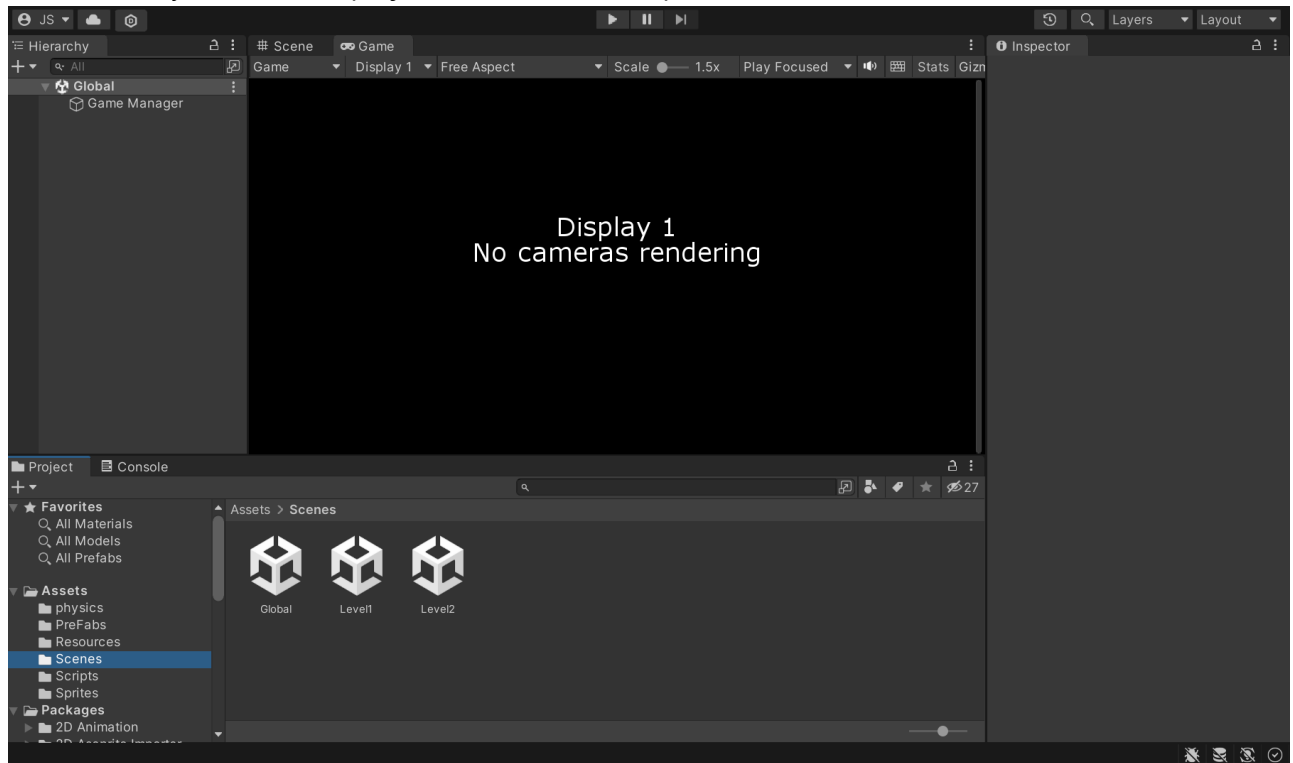 JS
Layers
Layout
Hierarchy
Scene
Game
Inspector
All
Game
Display 1
Free Aspect
Scale
1.5x
Play Focused
Stats
Global
Game Manager
Display 1
No cameras rendering
Project
Console
27
Favorites
All Materials
All Models
All Prefabs
Assets
physics
PreFabs
Resources
Scenes
Scripts
Sprites
Packages
2D Animation
Assets > Scenes
Global
Level1
Level2